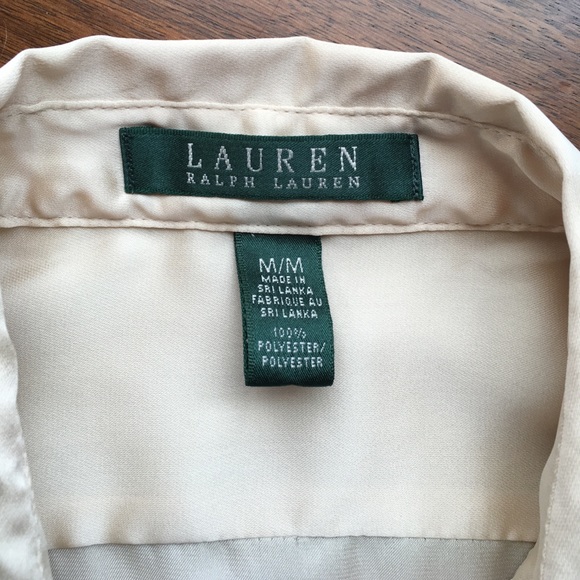 LAUREN
RALPH LAUREN
M/M
MADE IN
SRI LANKA
FABRIQUE AU
SRI LANKA
100%
POLYESTER/
POLYESTER